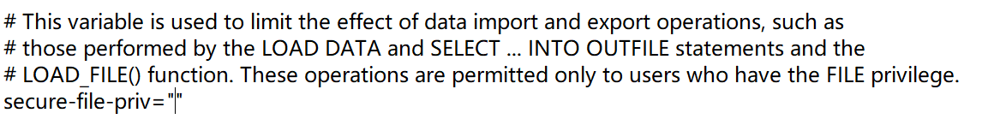 # This variable is used to limit the effect of data import and export operations, such as
# those performed by the LOAD DATA and SELECT ... INTO OUTFILE statements and the
# LOAD_FILE() function. These operations are permitted only to users who have the FILE privilege.
secure-file-priv=""